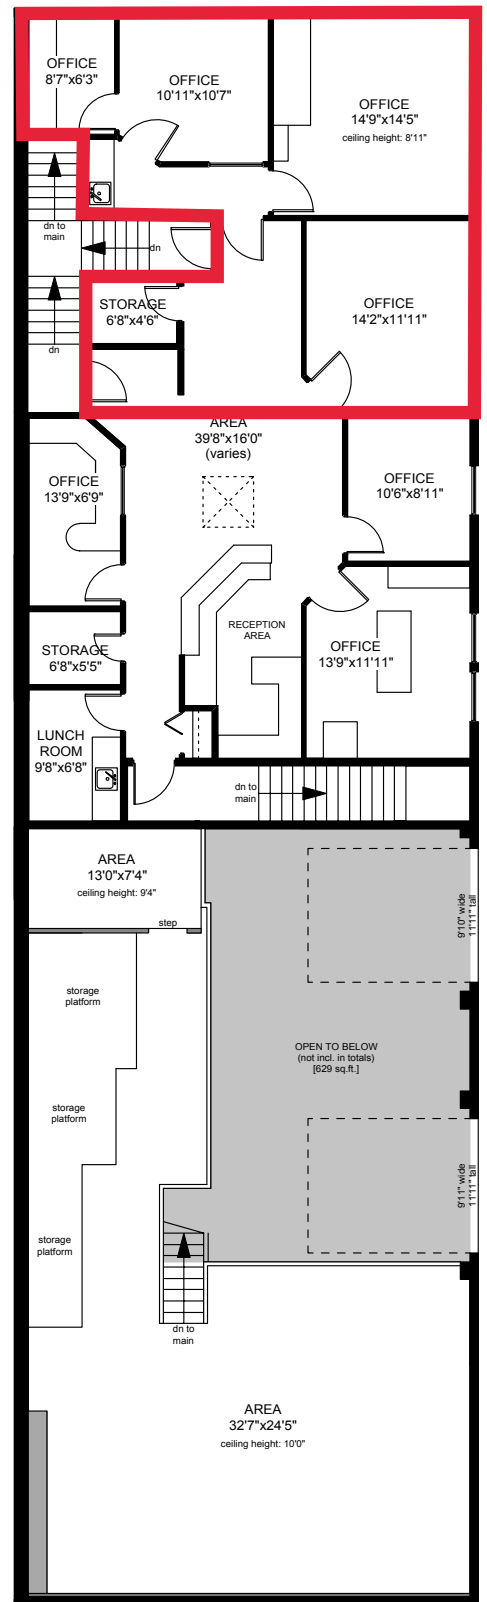 OFFICE
8'7"x6'3"
OFFICE
10'11"x10'7"
OFFICE
14'9"x14'5"
ceiling height: 8'11"
dn to
main
dn
dn
STORAGE
6'8"x4'6"
OFFICE
14'2"x11'11"
AREA
39'8"x16'0"
(varies)
OFFICE
13'9"x6'9"
OFFICE
10'6"x8'11"
RECEPTION
AREA
STORAGE
6'8"x5'5"
OFFICE
13'9"x11'11"
LUNCH
ROOM
9'8"x6'8"
dn to
main
AREA
13'0"x7'4"
ceiling height: 9'4"
step
9'10" wide
11'11" tall
storage
platform
OPEN TO BELOW
(not incl. in totals)
[629 sq.ft.]
storage
platform
9'11" wide
11'11" tall
storage
platform
dn to
main
AREA
32'7"x24'5"
ceiling height: 10'0"